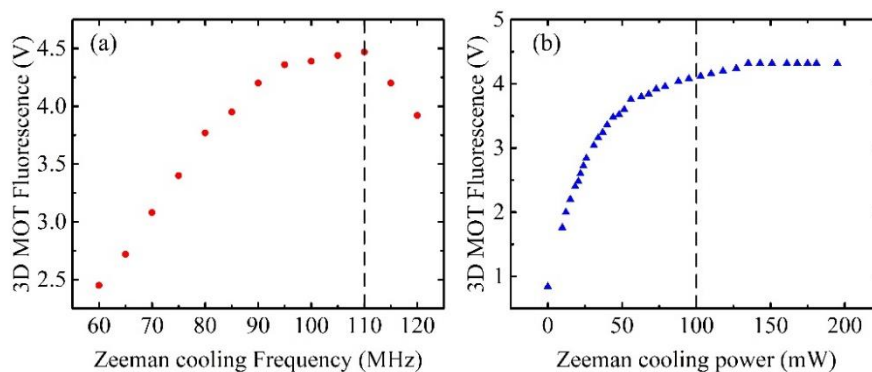 (a)
3D MOT Fluorescence (V)
4.5
4.0
3.5
3.0
2.5
60 70 80 90 100 110 120
Zeeman cooling Frequency (MHz)
(b)
3D MOT Fluorescence (V)
5
4
3
2
1
0 50 100 150 200
Zeeman cooling power (mW)